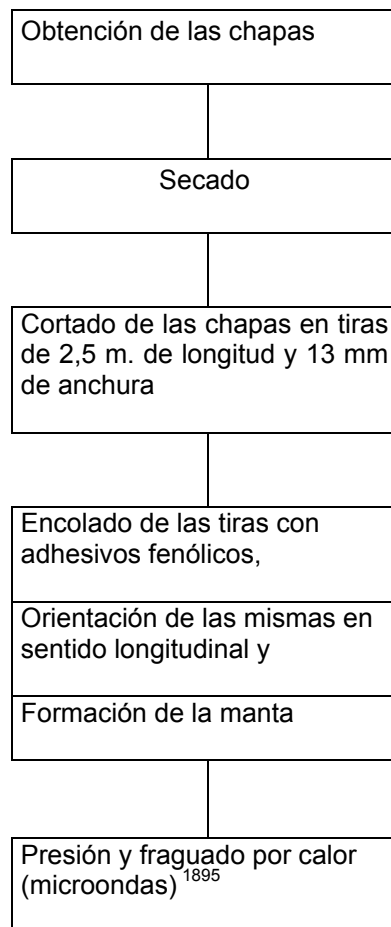 Obtención de las chapas
Secado
Cortado de las chapas en tiras
de 2,5 m. de longitud y 13 mm
de anchura
Encolado de las tiras con
adhesivos fenólicos,
Orientación de las mismas en
sentido longitudinal y
Formación de la manta
Presión y fraguado por calor
(microondas) 1895